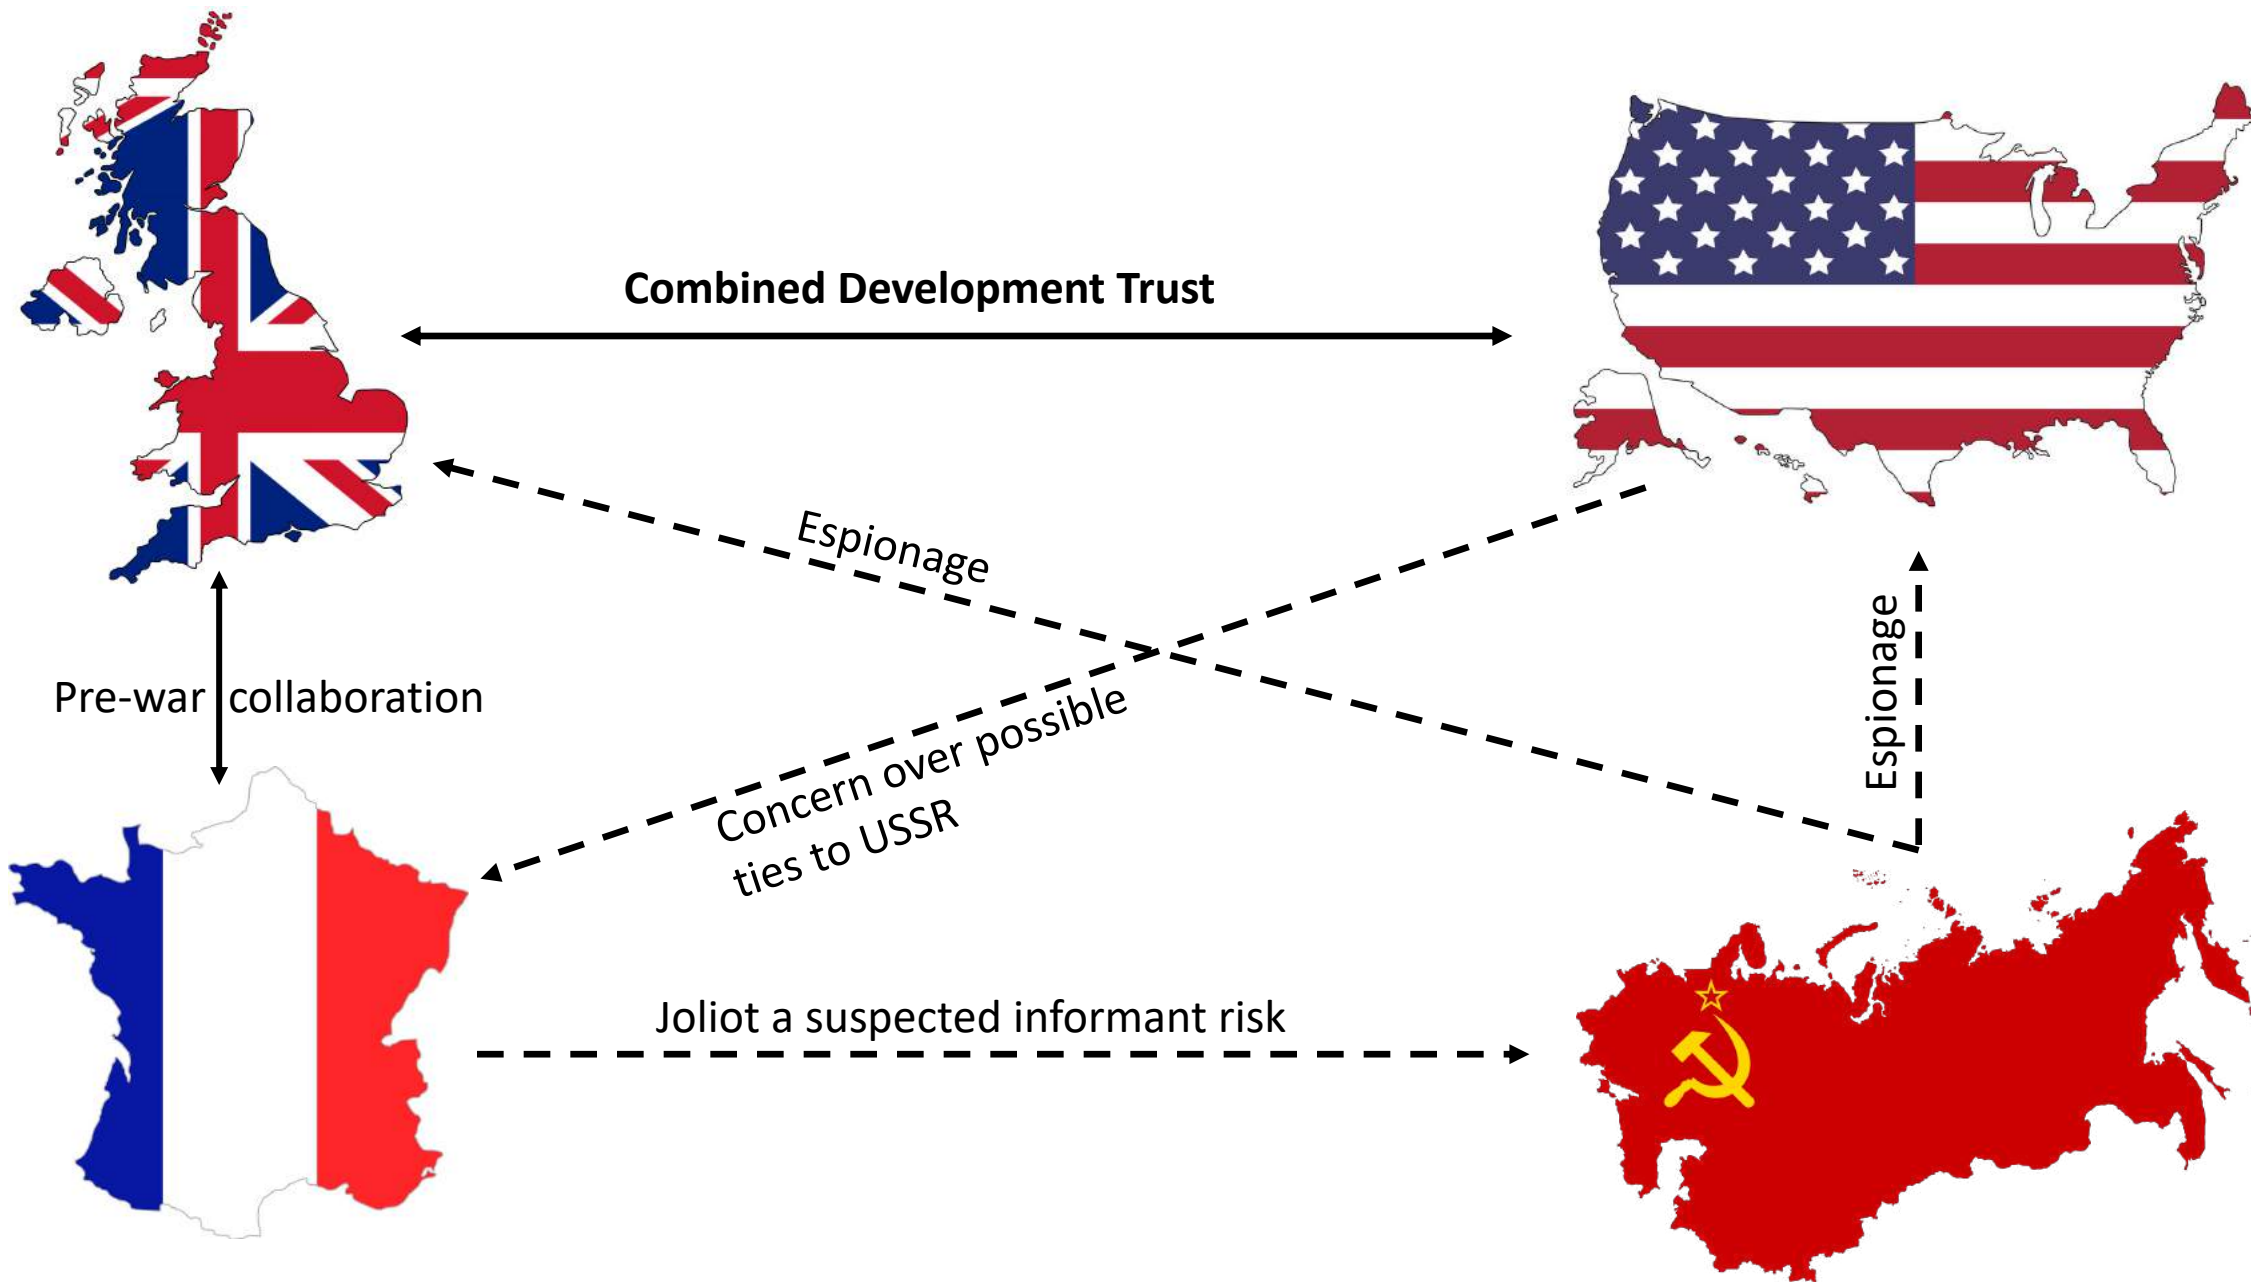 Combined Development Trust
Espionage
Espionage
Pre-war collaboration
Concern over possible
ties to USSR
Joliot a suspected informant risk